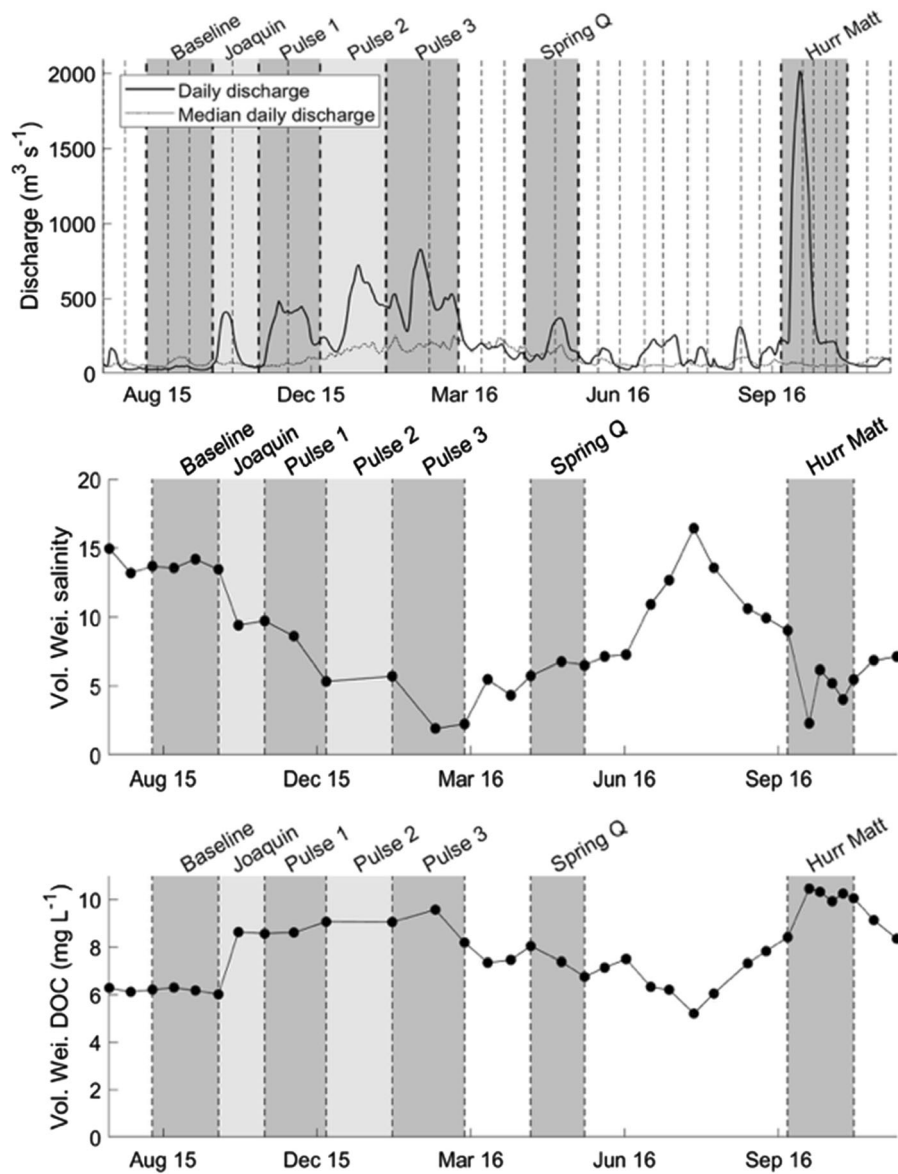 Baseline Joaquin Pulse 1 Pulse 2 Pulse 3 Spring Q Hurr Matt
Daily discharge
Median daily discharge
Discharge (m³ s⁻¹)
2000
1500
1000
500
0
Aug 15 Dec 15 Mar 16 Jun 16 Sep 16
Baseline Joaquin Pulse 1 Pulse 2 Pulse 3 Spring Q Hurr Matt
Vol. Wei. salinity
20
15
10
5
0
Aug 15 Dec 15 Mar 16 Jun 16 Sep 16
Baseline Joaquin Pulse 1 Pulse 2 Pulse 3 Spring Q Hurr Matt
Vol. Wei. DOC (mg L⁻¹)
10
8
6
4
2
0
Aug 15 Dec 15 Mar 16 Jun 16 Sep 16